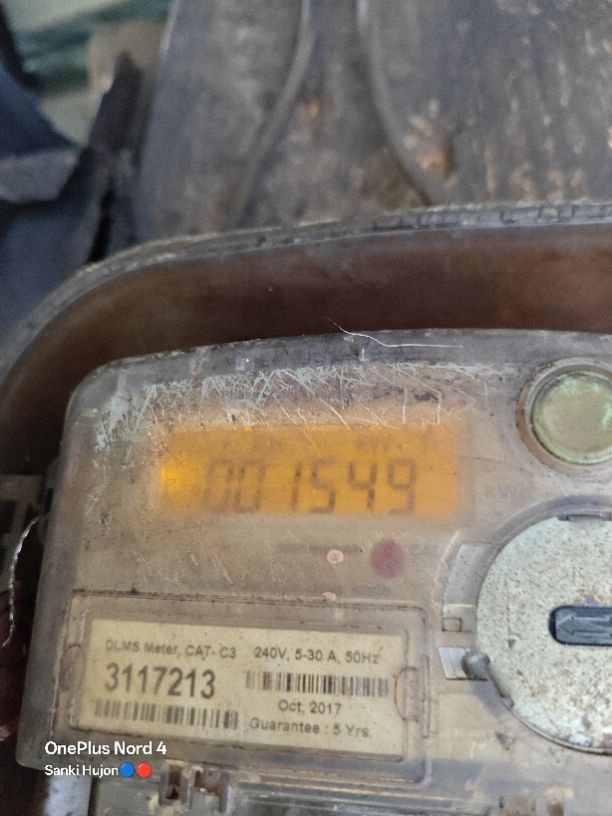 001549
DLMS Meter, CAT- C3
240V, 5-30 A, 50Hz
3117213
Oct, 2017
Guarantee : 5 Yrs.
OnePlus Nord 4
Sanki Hujon🔵🔴